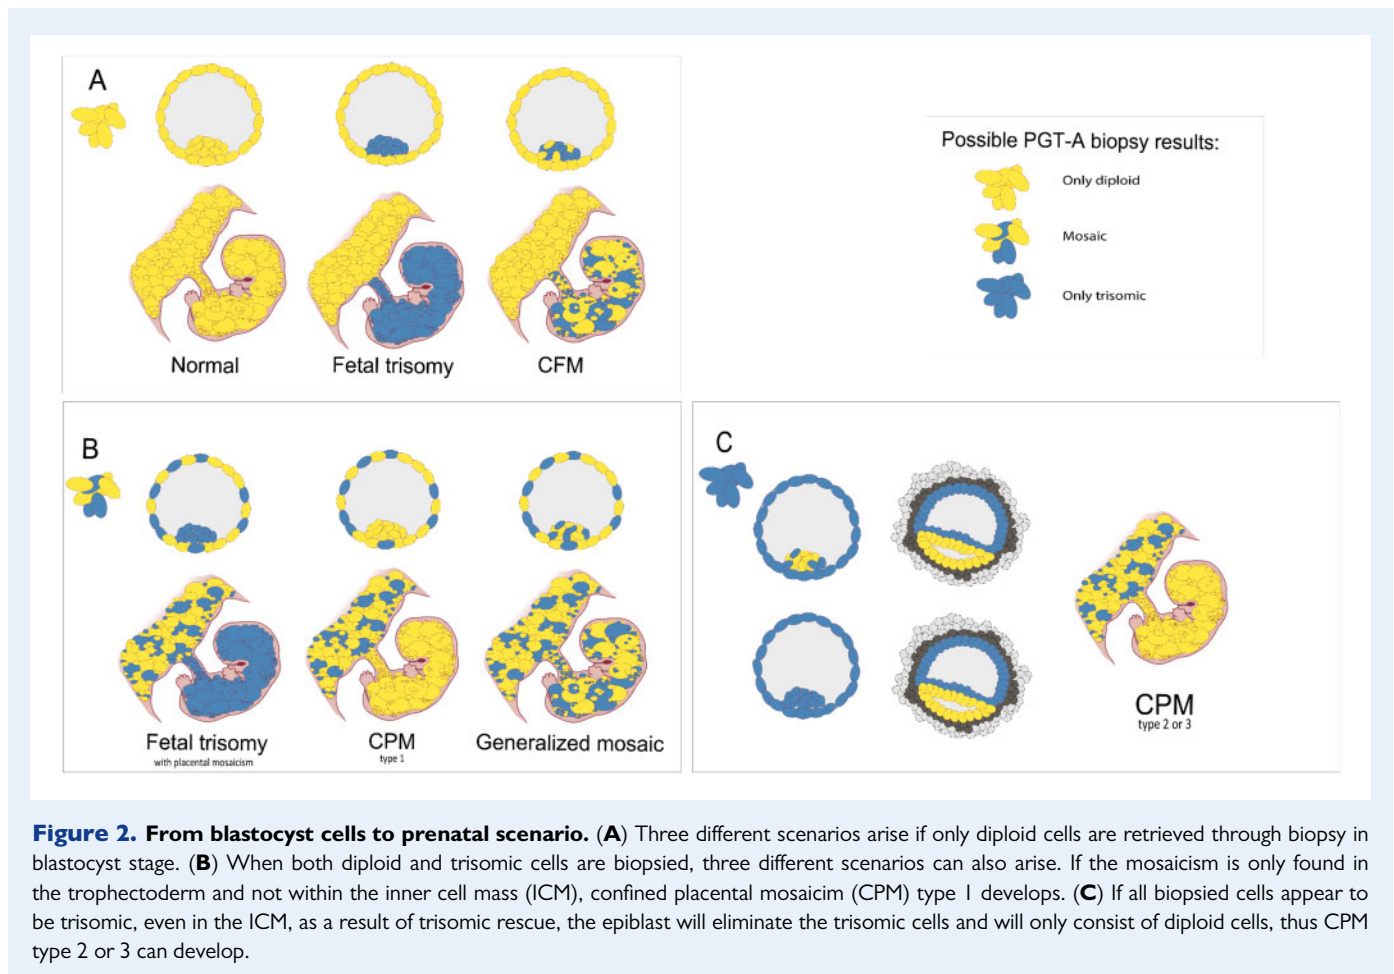 A
Normal
Fetal trisomy
CFM
Possible PGT-A biopsy results:
Only diploid
Mosaic
Only trisomic
B
Fetal trisomy
with placental mosaicism
CPM
type 1
Generalized mosaic
C
CPM
type 2 or 3
Figure 2. From blastocyst cells to prenatal scenario. (A) Three different scenarios arise if only diploid cells are retrieved through biopsy in
blastocyst stage. (B) When both diploid and trisomic cells are biopsied, three different scenarios can also arise. If the mosaicism is only found in
the trophectoderm and not within the inner cell mass (ICM), confined placental mosaicim (CPM) type 1 develops. (C) If all biopsied cells appear to
be trisomic, even in the ICM, as a result of trisomic rescue, the epiblast will eliminate the trisomic cells and will only consist of diploid cells, thus CPM
type 2 or 3 can develop.